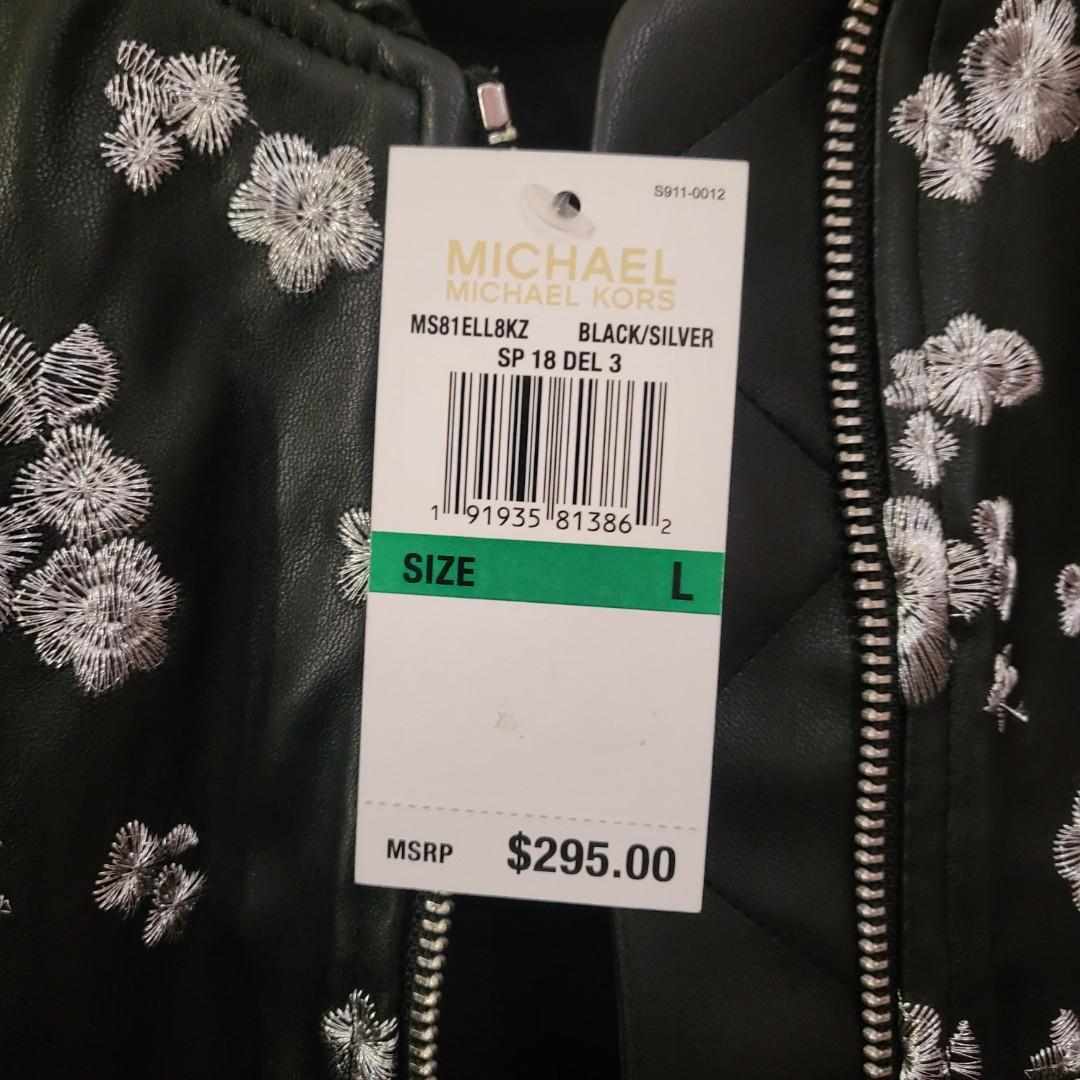 S911-0012
MICHAEL
MICHAEL KORS
MS81ELL8KZ BLACK/SILVER
SP 18 DEL 3
1 91935 81386 2
SIZE L
MSRP $295.00